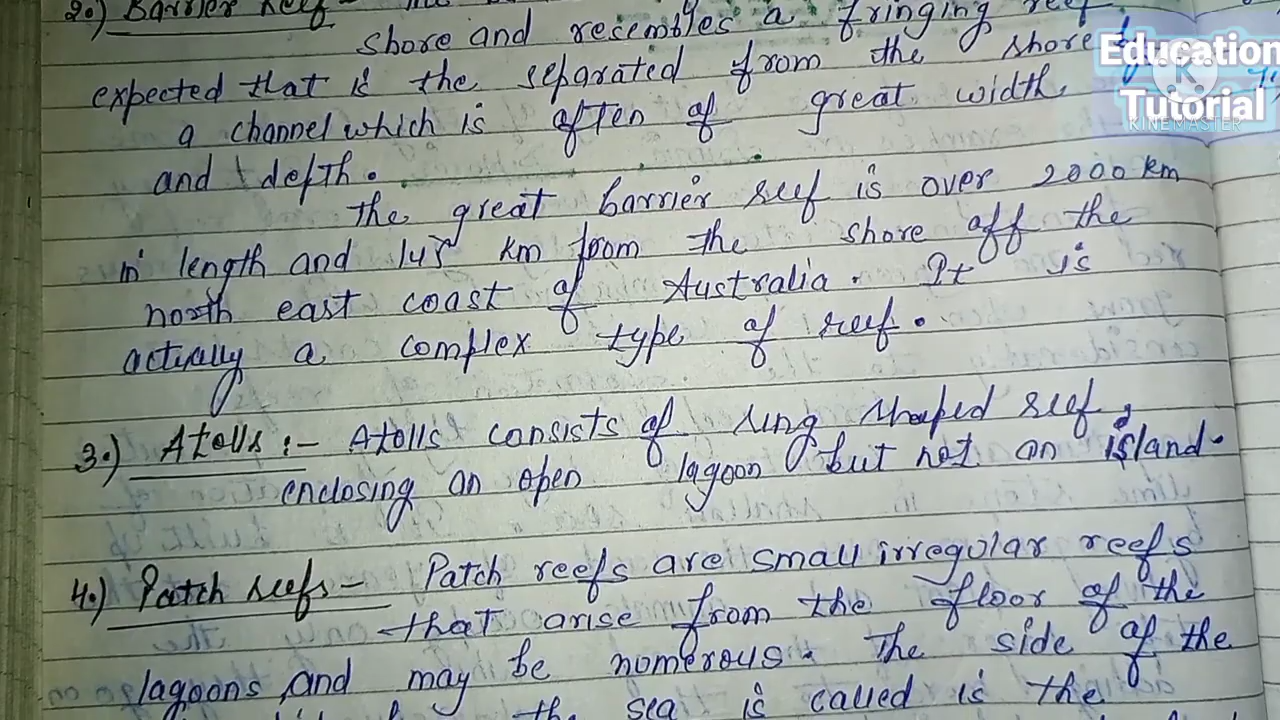 2.) Barrier Reef -
shore and resembles a fringing reef
expected that is the separated from the shore
a channel which is often of great width
and depth.
the great barrier reef is over 2000 km
in length and 145 km from the shore off the
north east coast of Australia. It is
actually a complex type of reef.
3.) Atolls :- Atolls consists of ring shaped reef,
enclosing an open lagoon but not an island.
4.) Patch reefs - Patch reefs are small irregular reefs
that arise from the floor of the
lagoons and may be nomerous. The side of the
the sea is called is the
Education
Tutorial
KINEMASTER